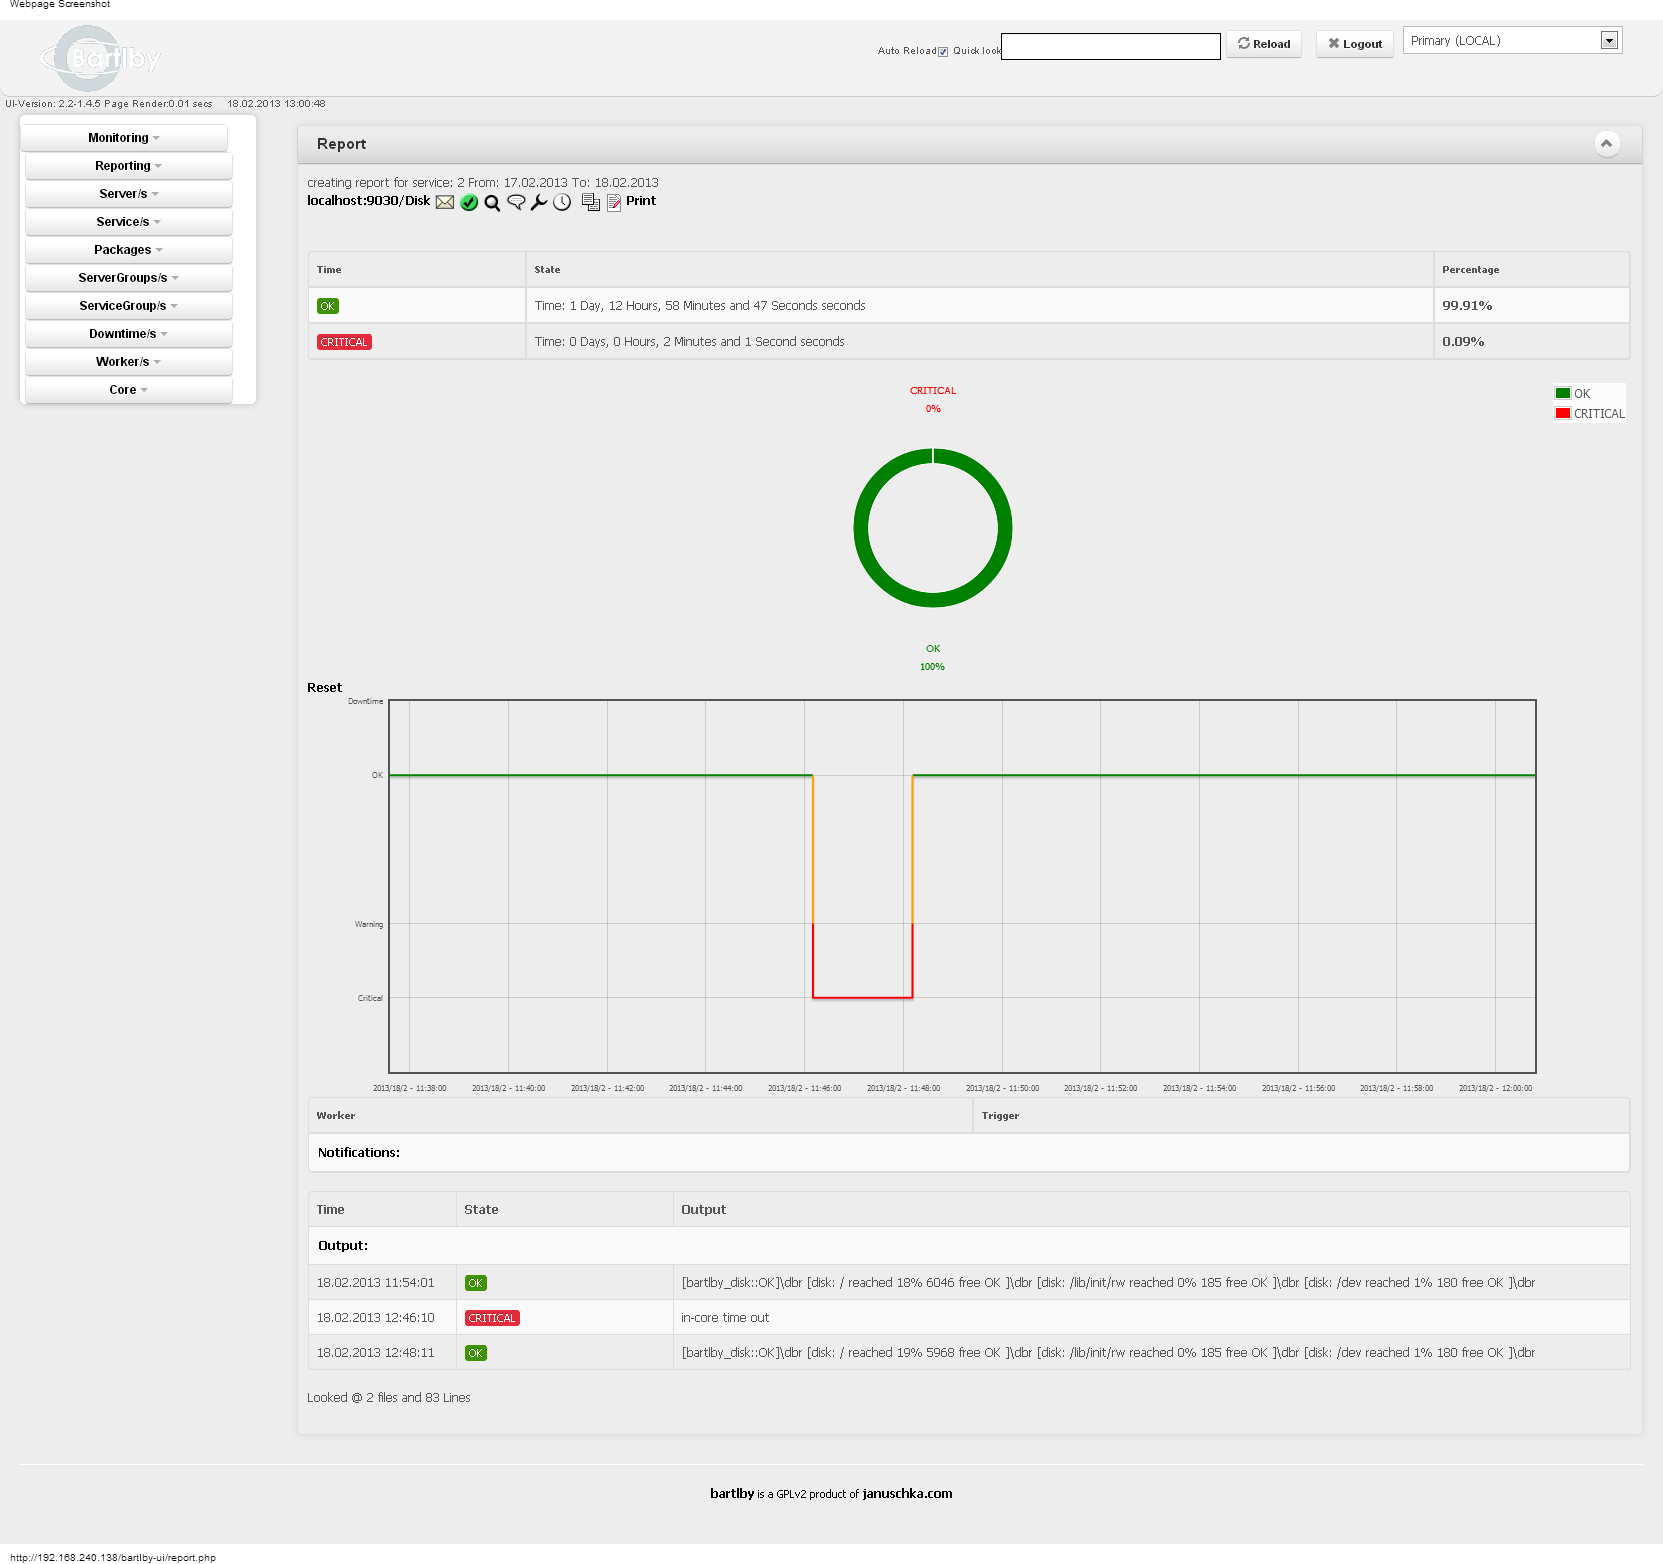 Webpage Screenshot
Bartlby
Auto Reload Quick look Reload Logout Primary (LOCAL)
UI-Version: 2.2-1.4.5 Page Render:0.01 secs 18.02.2013 13:00:48
Monitoring
Reporting
Server/s
Service/s
Packages
ServerGroups/s
ServiceGroup/s
Downtime/s
Worker/s
Core
Report
creating report for service: 2 From: 17.02.2013 To: 18.02.2013
localhost:9030/Disk Print
Time State Percentage
OK Time: 1 Day, 12 Hours, 58 Minutes and 47 Seconds seconds 99.91%
CRITICAL Time: 0 Days, 0 Hours, 2 Minutes and 1 Second seconds 0.09%
CRITICAL
0%
OK
CRITICAL
OK
100%
Reset
Downtime
OK
Warning
Critical
2013/18/2 - 11:38:00 2013/18/2 - 11:40:00 2013/18/2 - 11:42:00 2013/18/2 - 11:44:00 2013/18/2 - 11:46:00 2013/18/2 - 11:48:00 2013/18/2 - 11:50:00 2013/18/2 - 11:52:00 2013/18/2 - 11:54:00 2013/18/2 - 11:56:00 2013/18/2 - 11:58:00 2013/18/2 - 12:00:00
Worker Trigger
Notifications:
Time State Output
Output:
18.02.2013 11:54:01 OK [bartlby_disk::OK]\dbr [disk: / reached 18% 6046 free OK ]\dbr [disk: /lib/init/rw reached 0% 185 free OK ]\dbr [disk: /dev reached 1% 180 free OK ]\dbr
18.02.2013 12:46:10 CRITICAL in-core time out
18.02.2013 12:48:11 OK [bartlby_disk::OK]\dbr [disk: / reached 19% 5968 free OK ]\dbr [disk: /lib/init/rw reached 0% 185 free OK ]\dbr [disk: /dev reached 1% 180 free OK ]\dbr
Looked @ 2 files and 83 Lines
bartlby is a GPLv2 product of januschka.com
http://192.168.240.138/bartlby-ui/report.php